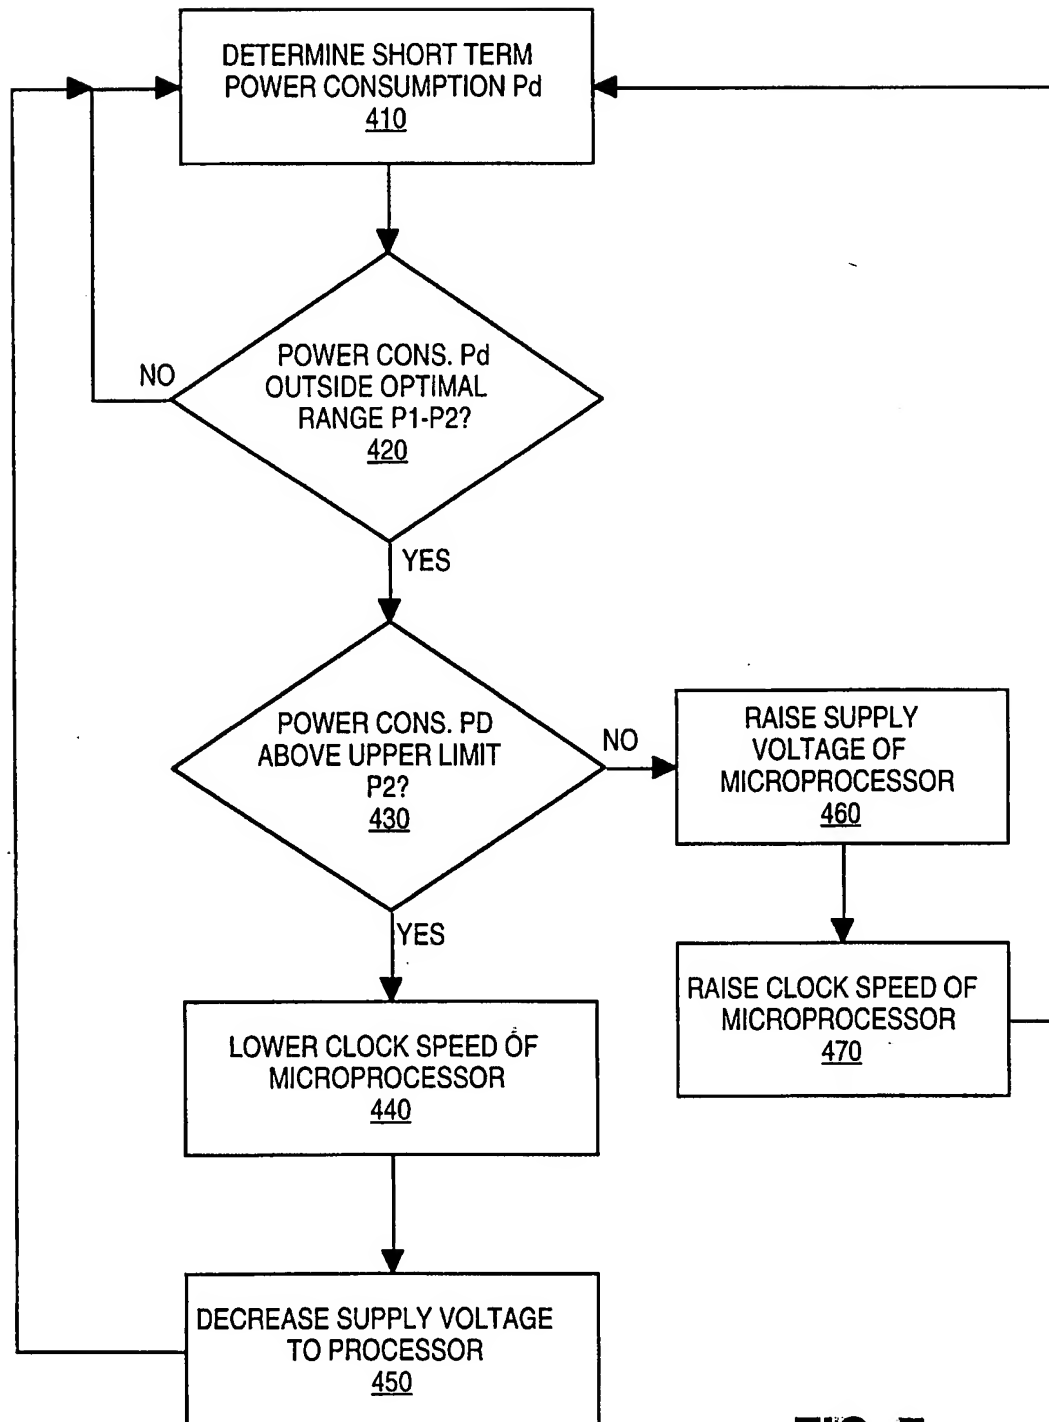 DETERMINE SHORT TERM
POWER CONSUMPTION Pd
410
POWER CONS. Pd
OUTSIDE OPTIMAL
RANGE P1-P2?
420
NO
YES
POWER CONS. PD
ABOVE UPPER LIMIT
P2?
430
NO
RAISE SUPPLY
VOLTAGE OF
MICROPROCESSOR
460
YES
RAISE CLOCK SPEED OF
MICROPROCESSOR
470
LOWER CLOCK SPEED OF
MICROPROCESSOR
440
DECREASE SUPPLY VOLTAGE
TO PROCESSOR
450